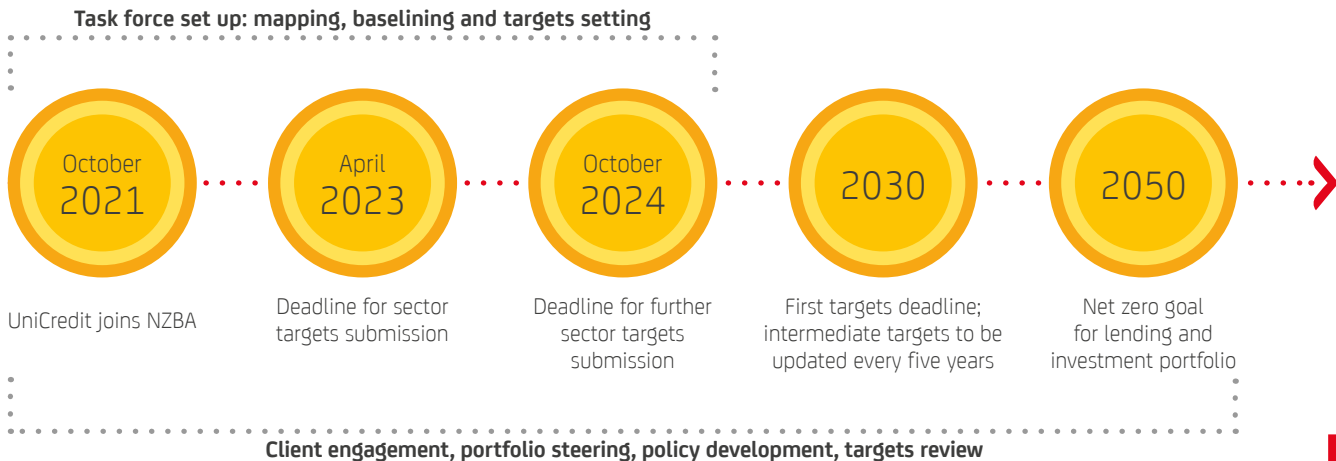 Task force set up: mapping, baselining and targets setting
October
2021
April
2023
October
2024
2030
2050
UniCredit joins NZBA
Deadline for sector
targets submission
Deadline for further
sector targets
submission
First targets deadline;
intermediate targets to be
updated every five years
Net zero goal
for lending and
investment portfolio
Client engagement, portfolio steering, policy development, targets review